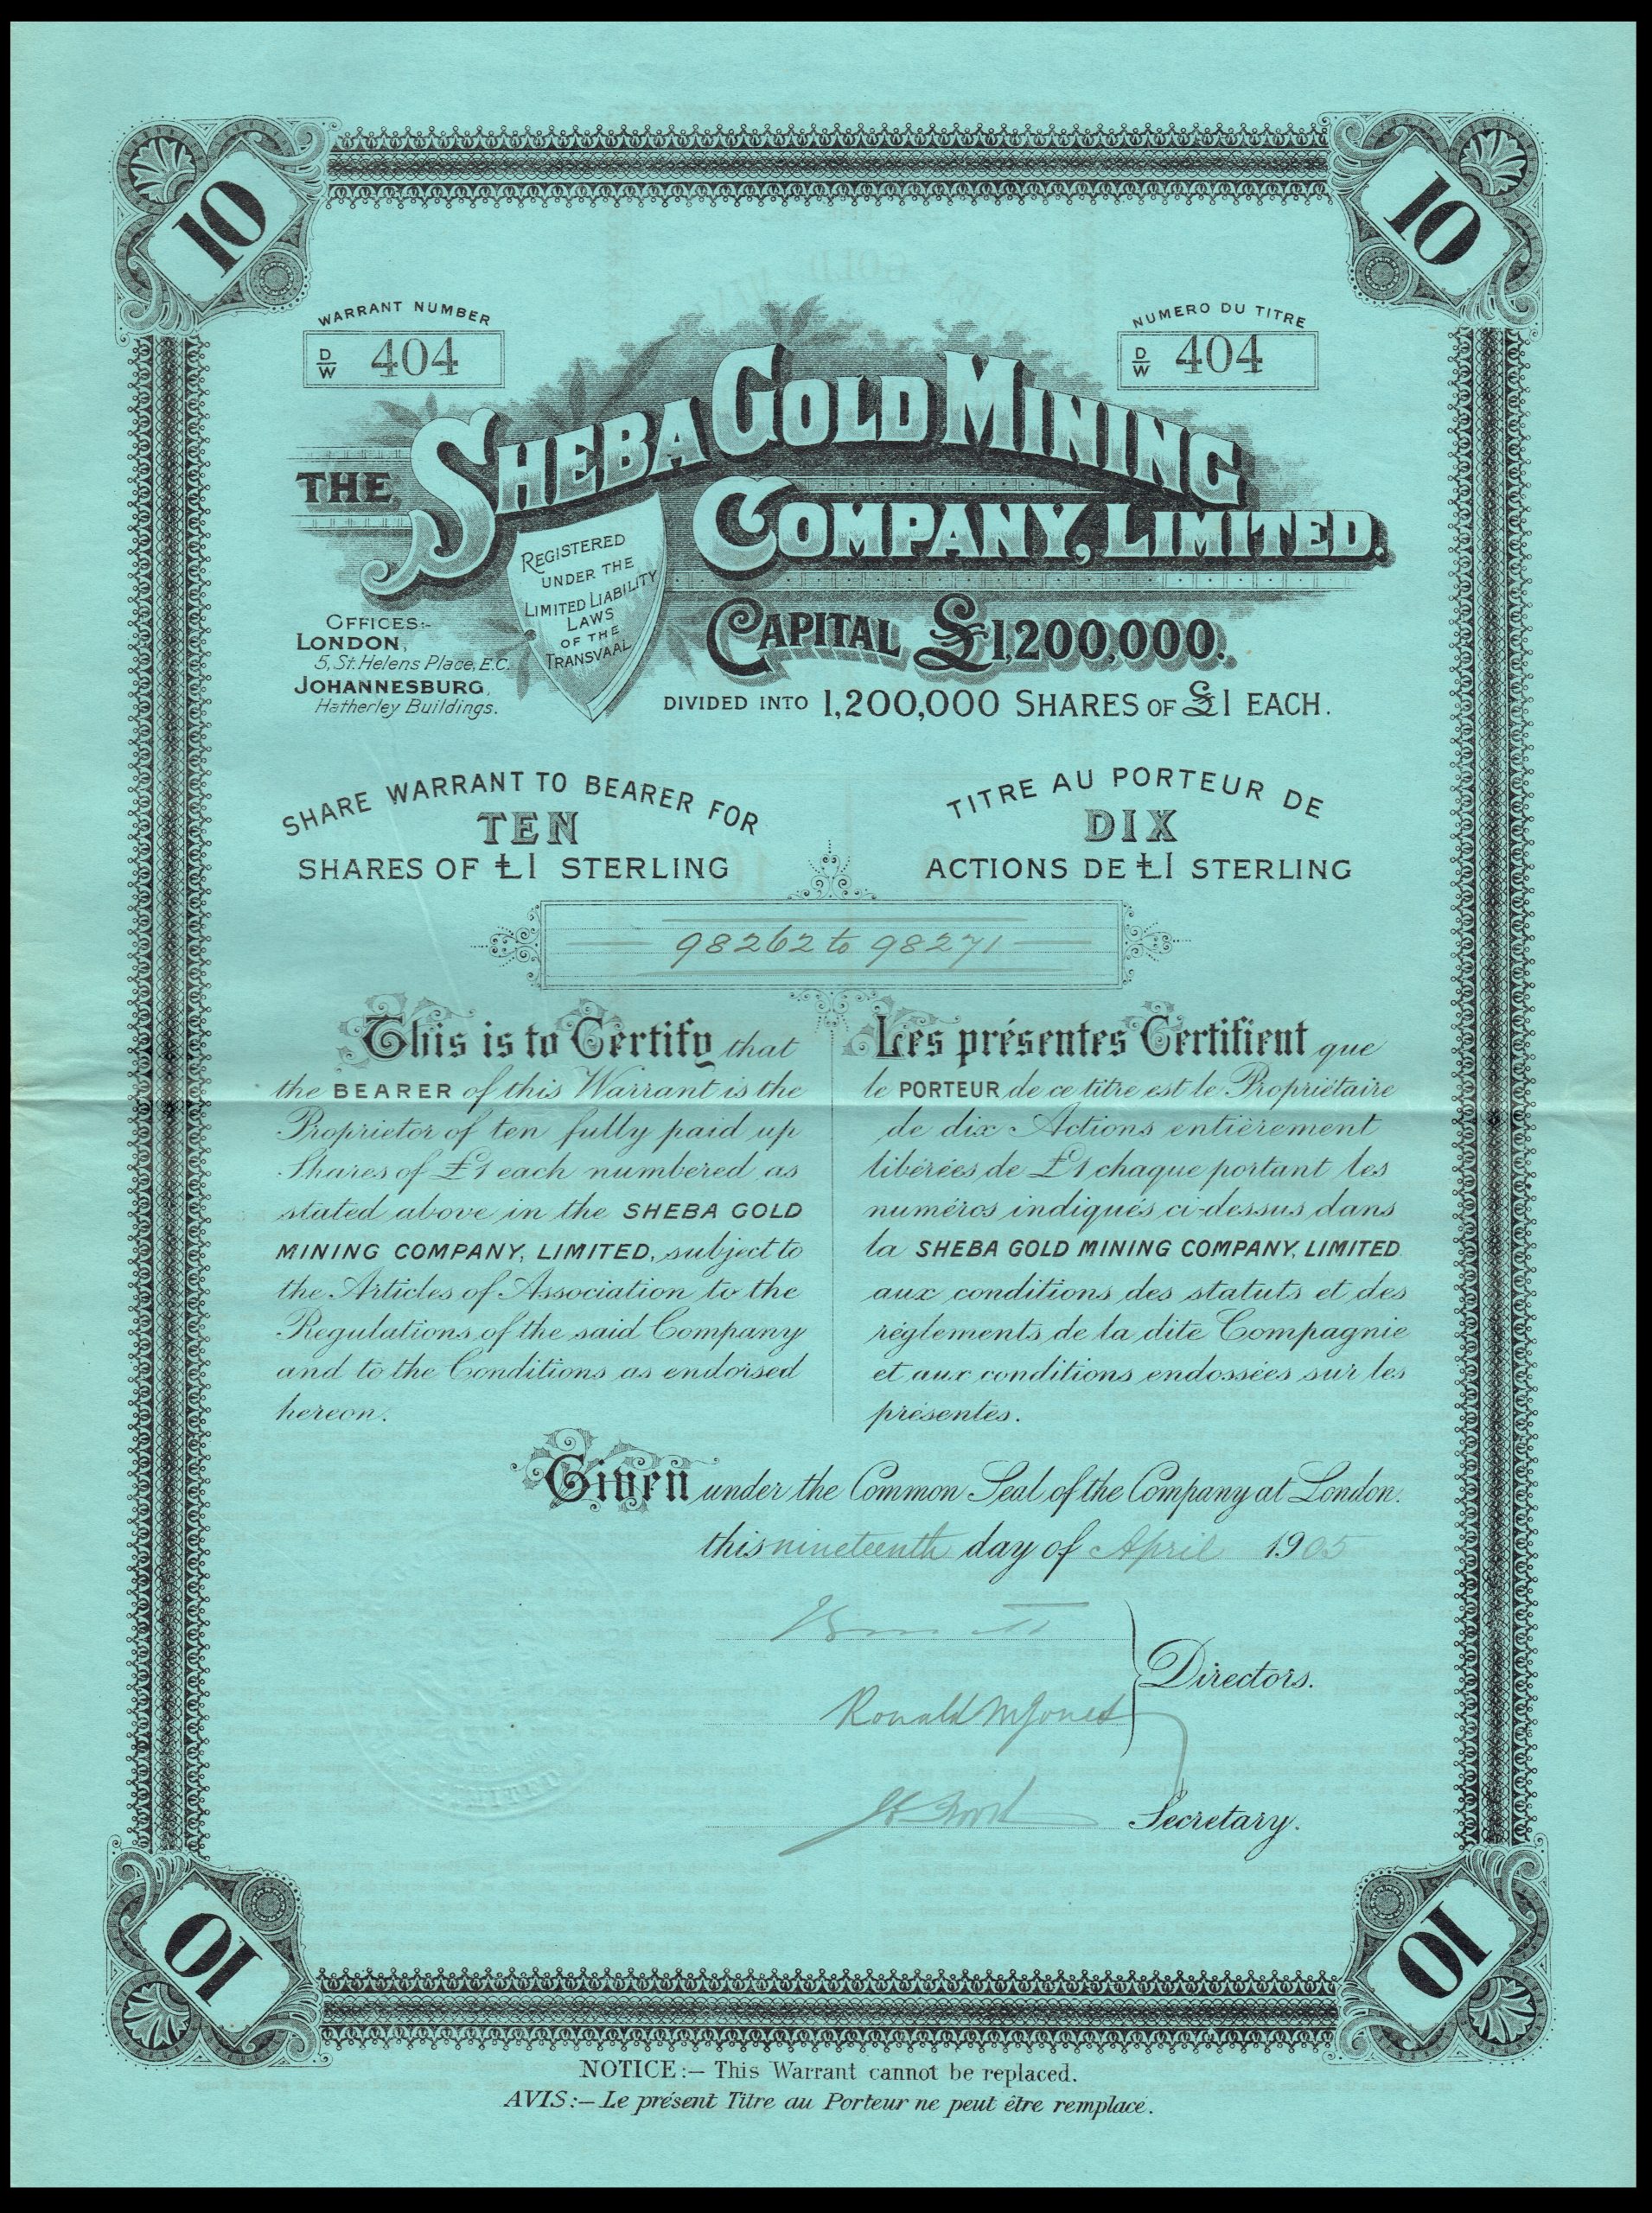 10
10
WARRANT NUMBER
D/W 404
NUMERO DU TITRE
D/W 404
THE SHEBA GOLD MINING
COMPANY, LIMITED.
REGISTERED
UNDER THE
LIMITED LIABILITY
LAWS
OF THE
TRANSVAAL
OFFICES:-
LONDON,
5, St. Helens Place, E.C.
JOHANNESBURG,
Hatherley Buildings.
CAPITAL £1,200,000.
DIVIDED INTO 1,200,000 SHARES OF £1 EACH.
SHARE WARRANT TO BEARER FOR
TEN
SHARES OF £1 STERLING
TITRE AU PORTEUR DE
DIX
ACTIONS DE £1 STERLING
98262 to 98271
This is to Certify that
the BEARER of this Warrant is the
Proprietor of ten fully paid up
Shares of £1 each numbered as
stated above in the SHEBA GOLD
MINING COMPANY, LIMITED, subject to
the Articles of Association to the
Regulations of the said Company
and to the Conditions as endorsed
hereon.
Les présentes Certifient que
le PORTEUR de ce titre est le Propriétaire
de dix Actions entièrement
libérées de £1 chaque portant les
numéros indiqués ci-dessus dans
la SHEBA GOLD MINING COMPANY, LIMITED
aux conditions des statuts et des
réglements de la dite Compagnie
et aux conditions endossées sur les
présentes.
Given under the Common Seal of the Company at London.
this nineteenth day of April 1905
Directors.
Ronald M Jones
Secretary.
LIMITED
10
10
NOTICE:— This Warrant cannot be replaced.
AVIS:— Le présent Titre au Porteur ne peut être remplacé.